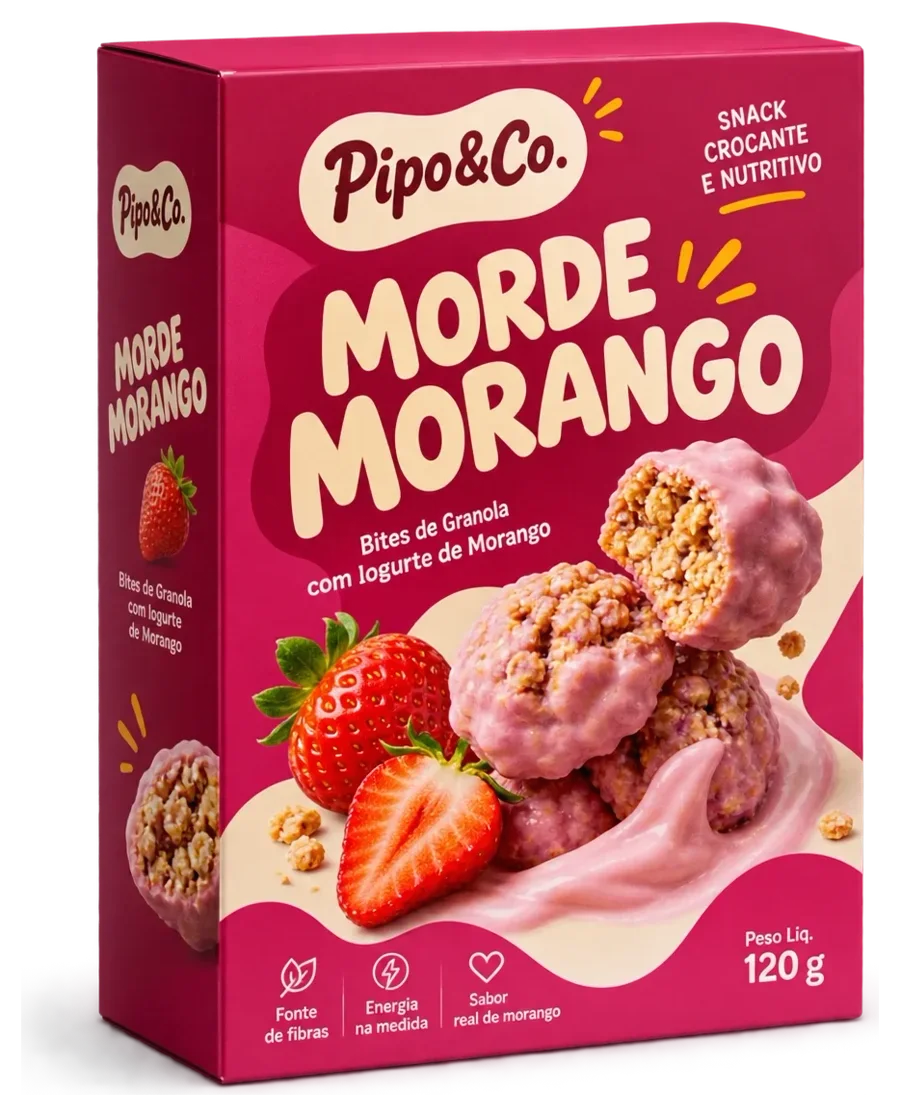 Pipo&Co.
SNACK
CROCANTE
E NUTRITIVO
MORDE
MORANGO
Bites de Granola
com Iogurte de Morango
Fonte
de fibras
Energia
na medida
Sabor
real de morango
Peso Liq.
120 g
Pipo&Co.
MORDE
MORANGO
Bites de Granola
com Iogurte
de Morango